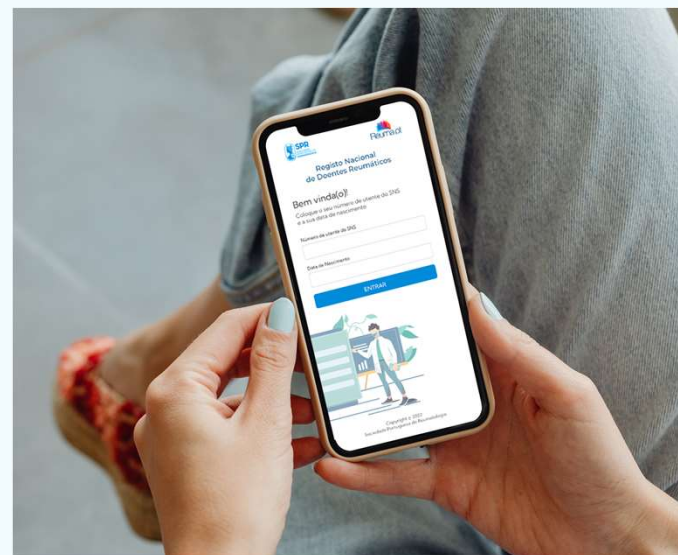 SPR
Reuma.pt
Registo Nacional
de Doentes Reumáticos
Bem vinda(o)!
Coloque o seu número de utente do SNS
e a sua data de nascimento
Número de utente do SNS
Data de Nascimento
ENTRAR
Copyright
Sociedade Portuguesa de Reumatologia